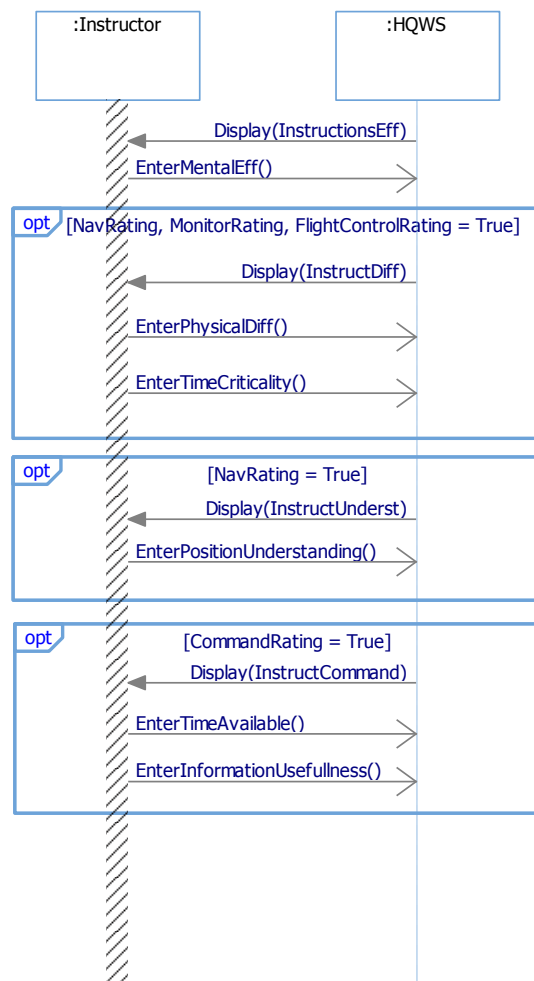 :Instructor
:HQWS
Display(InstructionsEff)
EnterMentalEff()
opt
[NavRating, MonitorRating, FlightControlRating = True]
Display(InstructDiff)
EnterPhysicalDiff()
EnterTimeCriticality()
opt
[NavRating = True]
Display(InstructUnderst)
EnterPositionUnderstanding()
opt
[CommandRating = True]
Display(InstructCommand)
EnterTimeAvailable()
EnterInformationUsefullness()